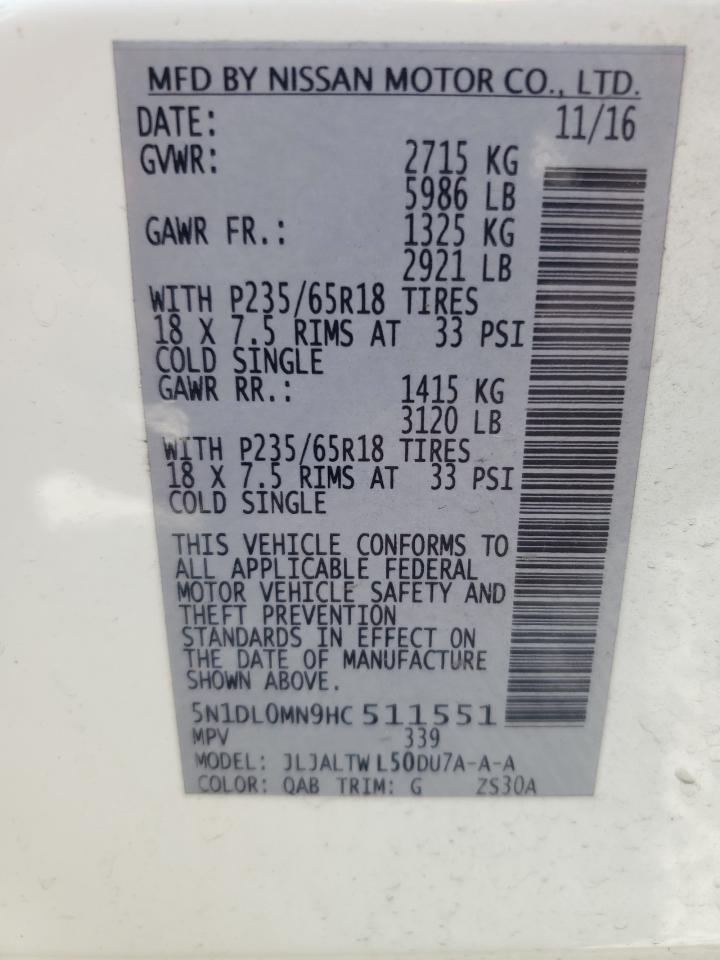 MFD BY NISSAN MOTOR CO., LTD.
DATE: 11/16
GVWR: 2715 KG
5986 LB
GAWR FR.: 1325 KG
2921 LB
WITH P235/65R18 TIRES
18 X 7.5 RIMS AT 33 PSI
COLD SINGLE
GAWR RR.: 1415 KG
3120 LB
WITH P235/65R18 TIRES
18 X 7.5 RIMS AT 33 PSI
COLD SINGLE
THIS VEHICLE CONFORMS TO
ALL APPLICABLE FEDERAL
MOTOR VEHICLE SAFETY AND
THEFT PREVENTION
STANDARDS IN EFFECT ON
THE DATE OF MANUFACTURE
SHOWN ABOVE.
5N1DL0MN9HC 511551
MPV 339
MODEL: JLJALTWL50DU7A-A-A
COLOR: QAB TRIM: G ZS30A